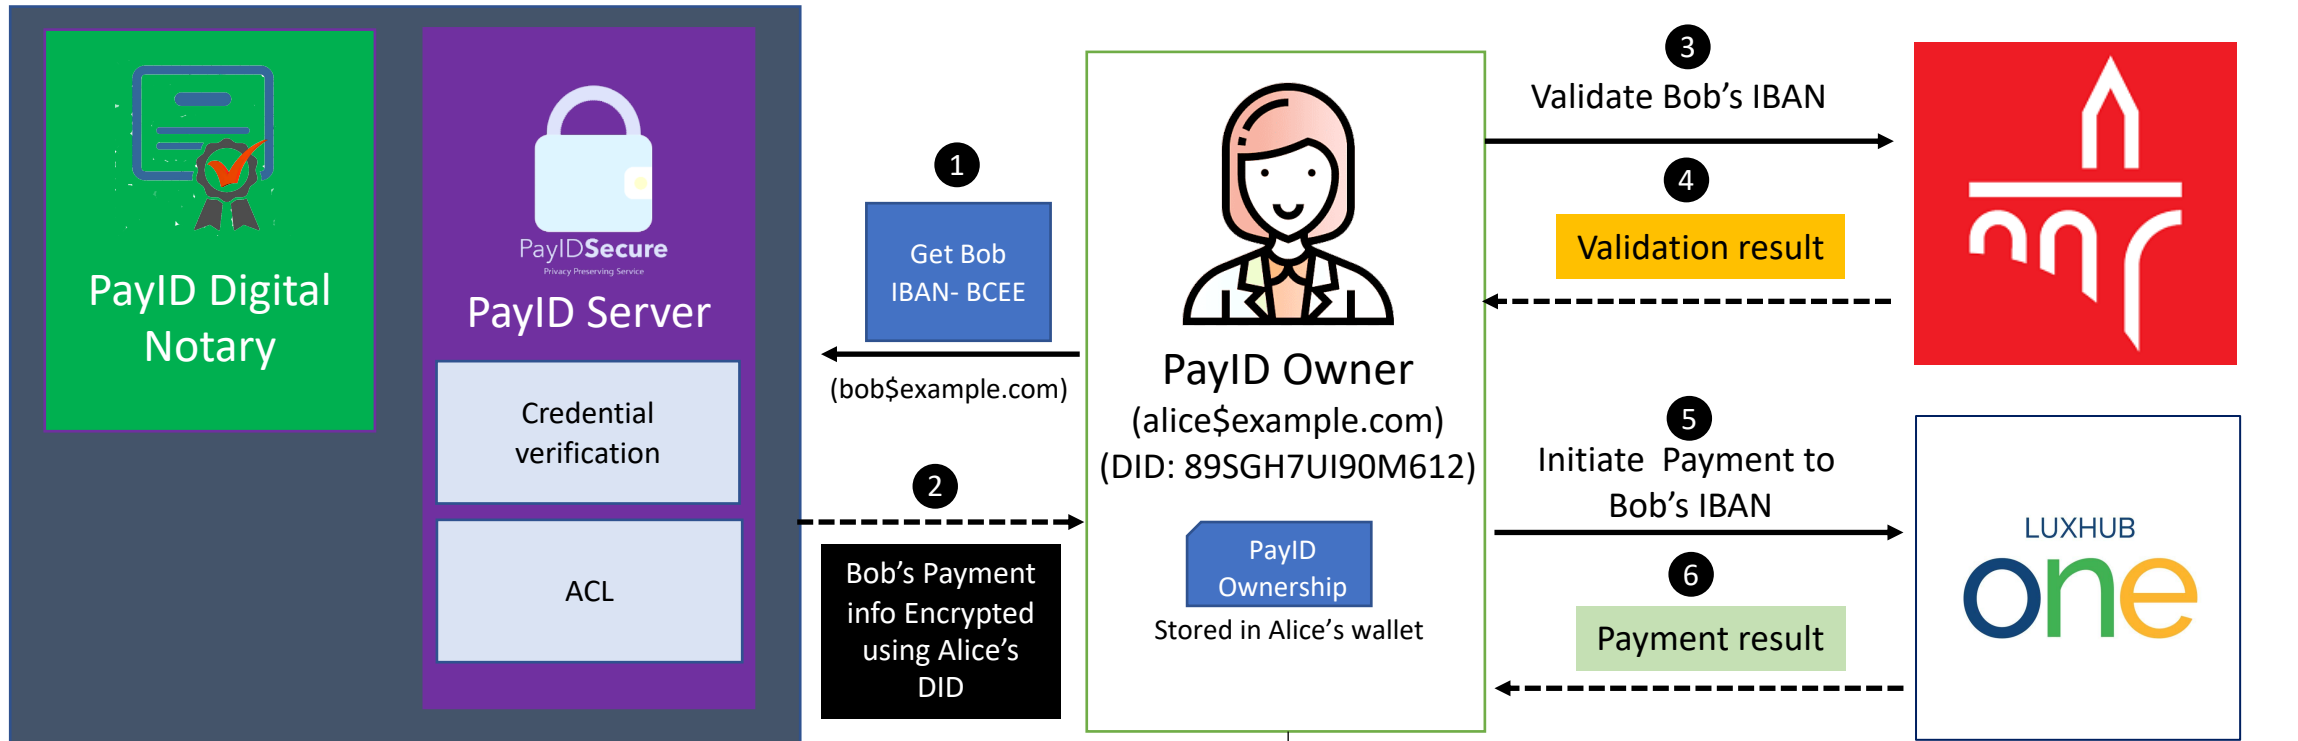 PayID Digital
Notary
PayIDSecure
Privacy Preserving Service
PayID Server
Credential
verification
ACL
1
Get Bob
IBAN- BCEE
(bob$example.com)
2
Bob's Payment
info Encrypted
using Alice's
DID
PayID Owner
(alice$example.com)
(DID: 89SGH7UI90M612)
PayID
Ownership
Stored in Alice's wallet
3
Validate Bob's IBAN
4
Validation result
5
Initiate  Payment to
Bob's IBAN
6
Payment result
LUXHUB
one